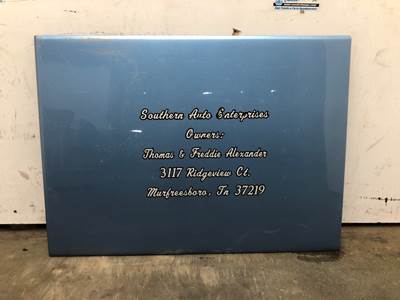 Southern Auto Enterprises
Owners:
Thomas & Freddie Alexander
3117 Ridgeview Ct.
Murfreesboro, Tn 37219